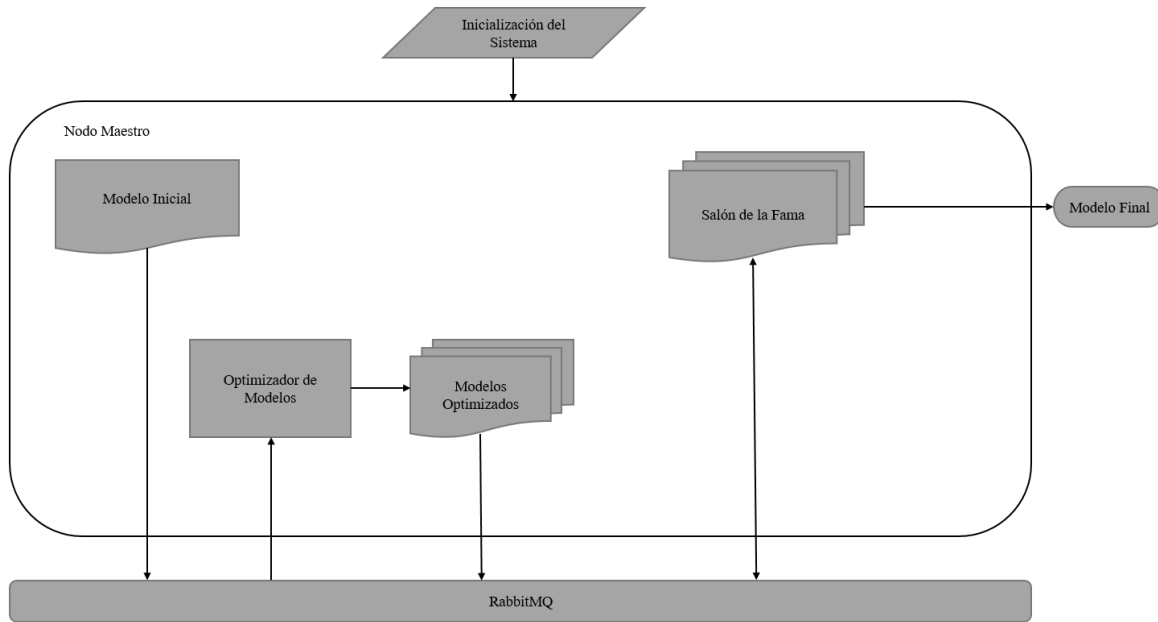 Inicialización del
Sistema
Nodo Maestro
Modelo Inicial
Salón de la Fama
Modelo Final
Optimizador de
Modelos
Modelos
Optimizados
RabbitMQ